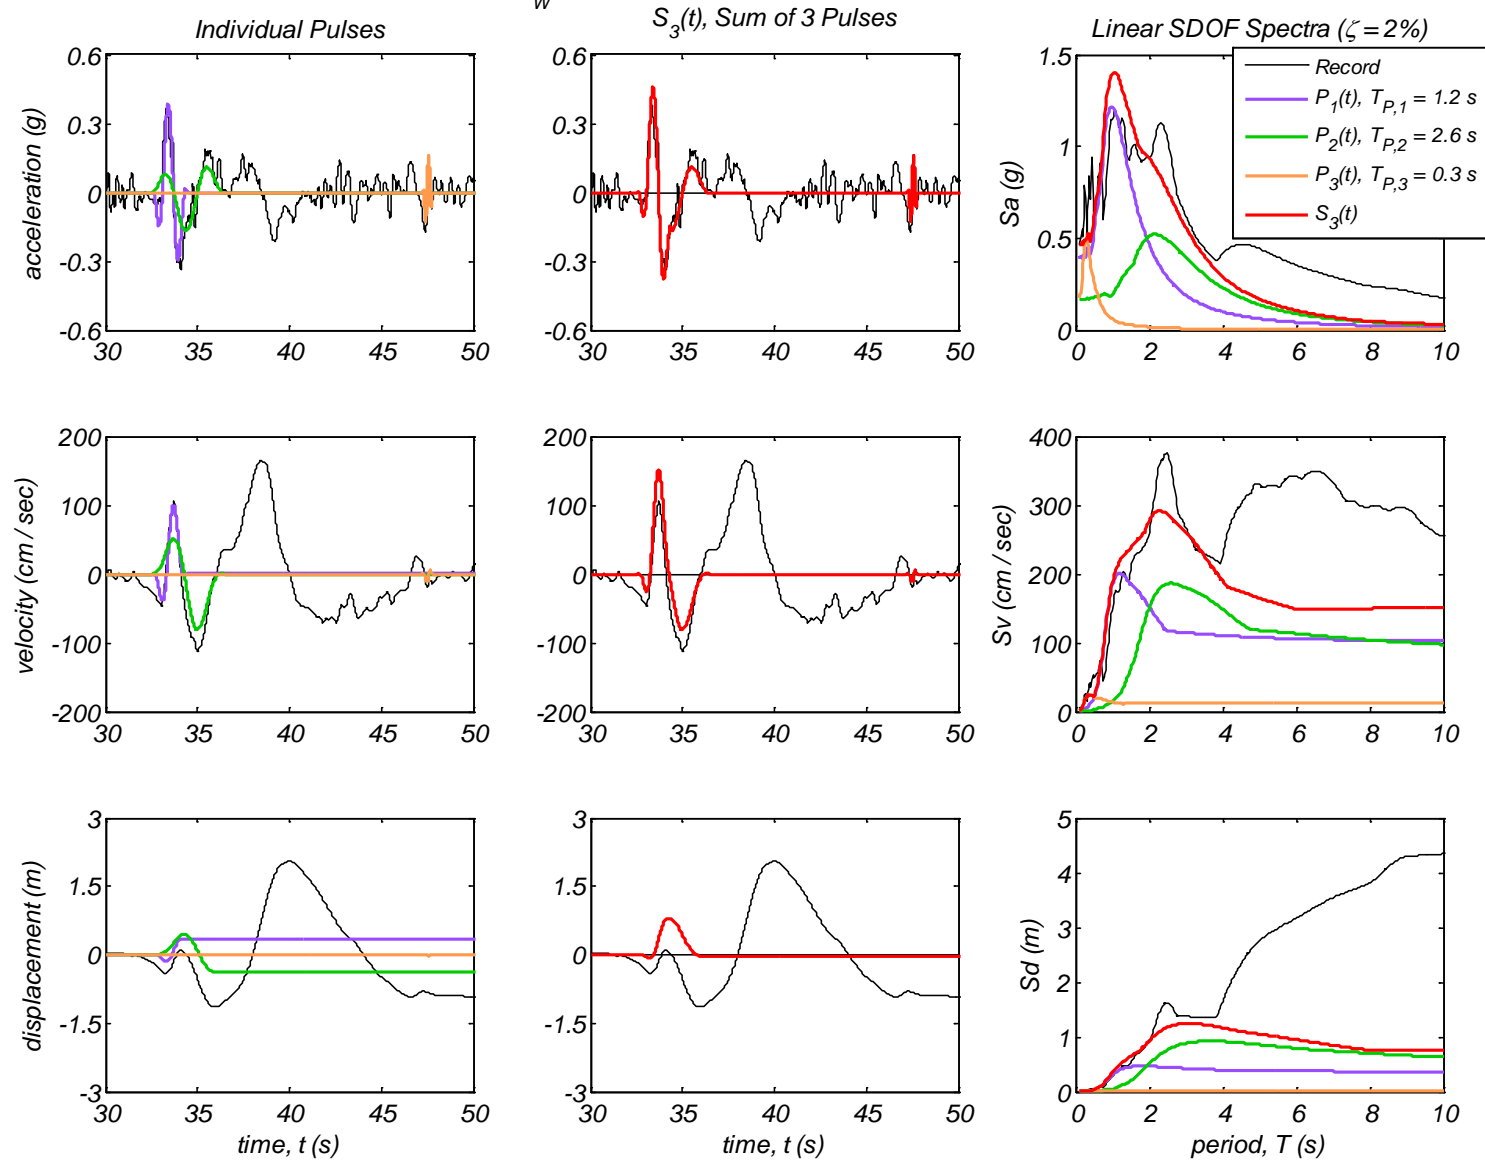 w
Individual Pulses
S3(t), Sum of 3 Pulses
Linear SDOF Spectra (ζ = 2%)
acceleration (g)
0.6
0.3
0
-0.3
-0.6
30 35 40 45 50
0.6
0.3
0
-0.3
-0.6
30 35 40 45 50
Sa (g)
1.5
1
0.5
0
0 2 4 6 8 10
Record
P1(t), TP,1 = 1.2 s
P2(t), TP,2 = 2.6 s
P3(t), TP,3 = 0.3 s
S3(t)
velocity (cm / sec)
200
100
0
-100
-200
30 35 40 45 50
200
100
0
-100
-200
30 35 40 45 50
Sv (cm / sec)
400
300
200
100
0
0 2 4 6 8 10
displacement (m)
3
1.5
0
-1.5
-3
30 35 40 45 50
time, t (s)
3
1.5
0
-1.5
-3
30 35 40 45 50
time, t (s)
Sd (m)
5
4
3
2
1
0
0 2 4 6 8 10
period, T (s)